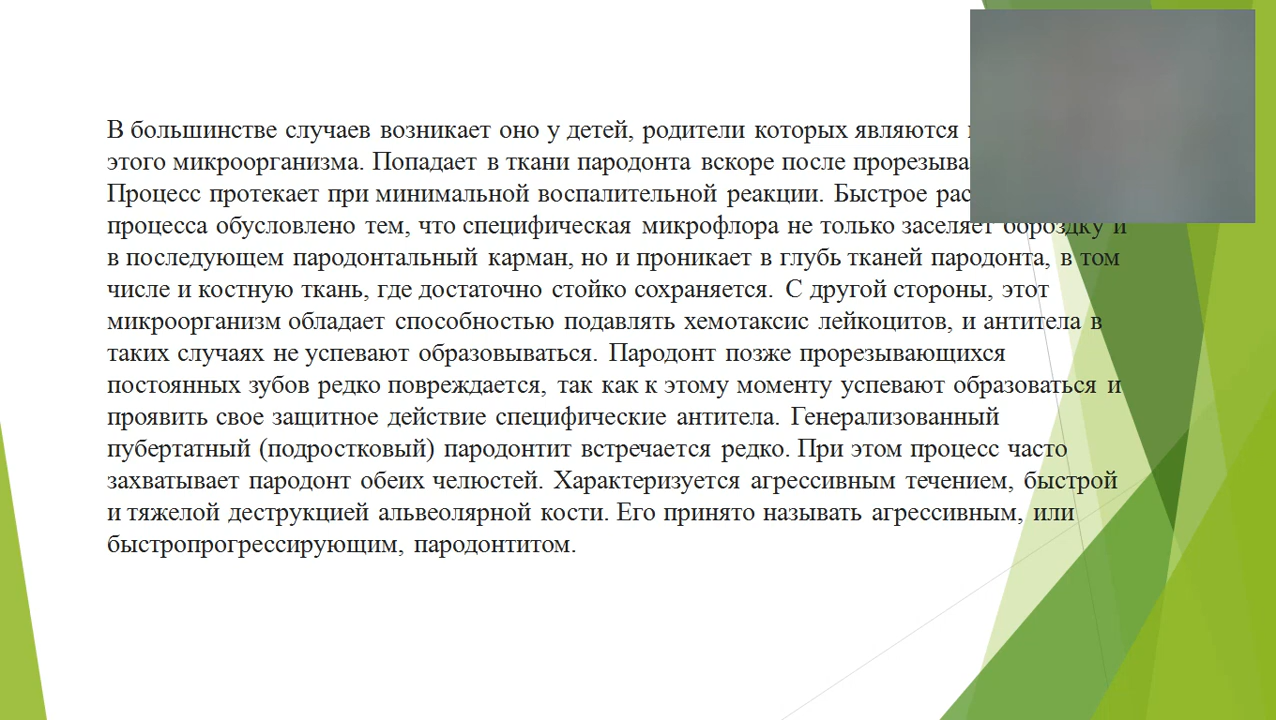 В большинстве случаев возникает оно у детей, родители которых являются
этого микроорганизма. Попадает в ткани пародонта вскоре после
Процесс протекает при минимальной воспалительной реакции. Быстрое
процесса обусловлено тем, что специфическая микрофлора не только заселяет бороздку и
в последующем пародонтальный карман, но и проникает в глубь тканей пародонта, в том
числе и костную ткань, где достаточно стойко сохраняется. С другой стороны, этот
микроорганизм обладает способностью подавлять хемотаксис лейкоцитов, и антитела в
таких случаях не успевают образовываться. Пародонт позже прорезывающихся
постоянных зубов редко повреждается, так как к этому моменту успевают образоваться и
проявить свое защитное действие специфические антитела. Генерализованный
пубертатный (подростковый) пародонтит встречается редко. При этом процесс часто
захватывает пародонт обеих челюстей. Характеризуется агрессивным течением, быстрой
и тяжелой деструкцией альвеолярной кости. Его принято называть агрессивным, или
быстропрогрессирующим, пародонтитом.